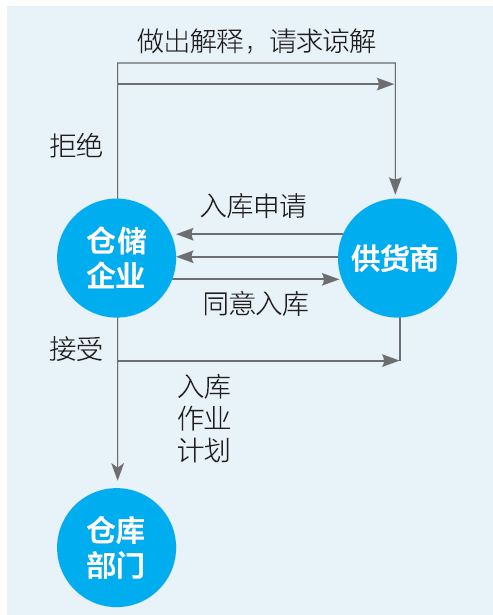 做出解释，请求谅解
拒绝
入库申请
仓储
企业
供货商
同意入库
接受
入库
作业
计划
仓库
部门